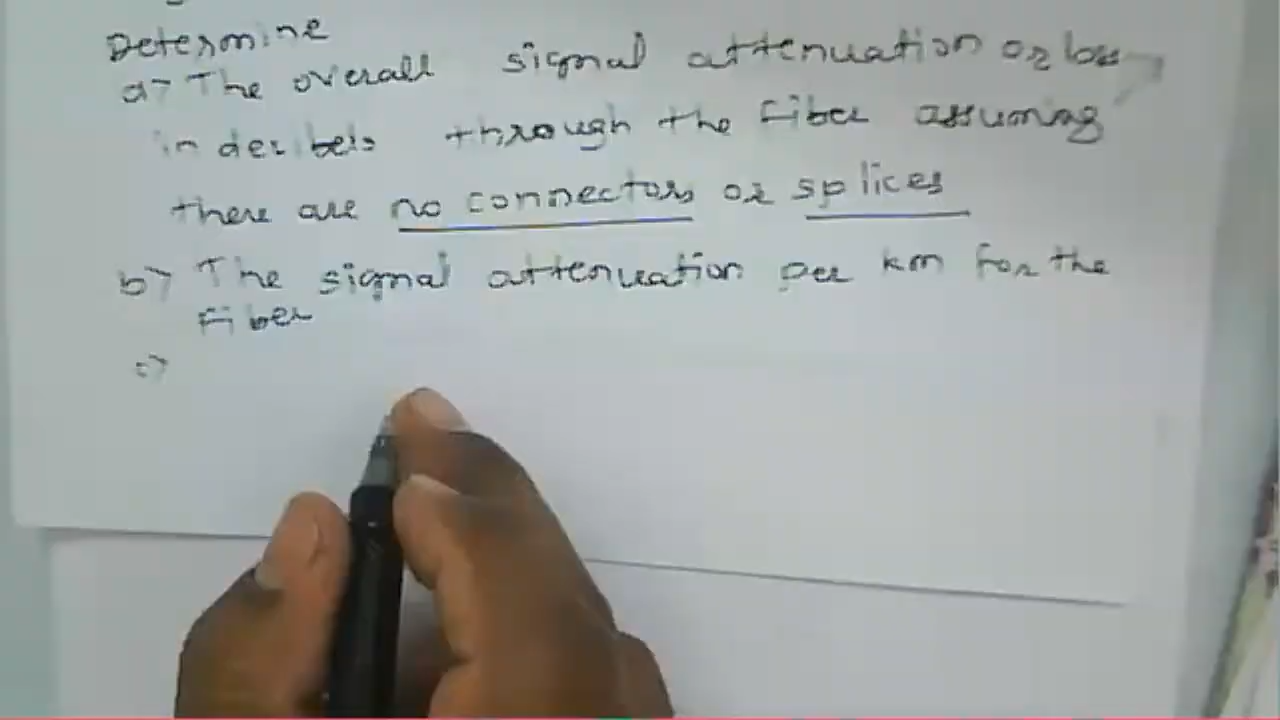 Determine
a> The overall signal attenuation or loss
in decibels through the fiber assuming
there are no connectors or splices
b> The signal attenuation per km for the
fiber
c>